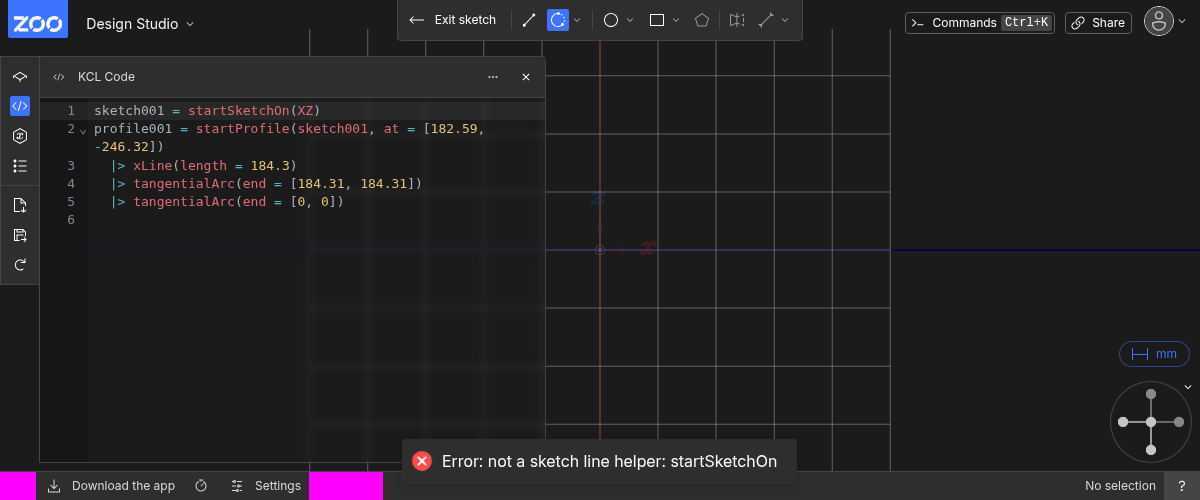 ZOO
Design Studio
Exit sketch
Commands Ctrl+K
Share
KCL Code
1 sketch001 = startSketchOn(XZ)
2 profile001 = startProfile(sketch001, at = [182.59,
-246.32])
3 |> xLine(length = 184.3)
4 |> tangentialArc(end = [184.31, 184.31])
5 |> tangentialArc(end = [0, 0])
6
z
x
mm
Error: not a sketch line helper: startSketchOn
Download the app
Settings
No selection
?